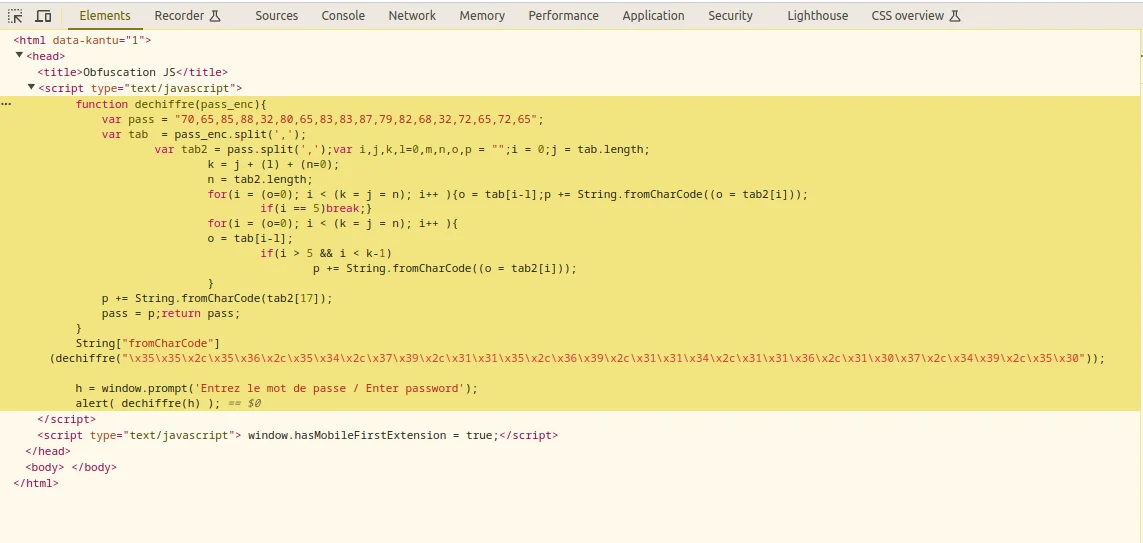 Elements Recorder Sources Console Network Memory Performance Application Security Lighthouse CSS overview
<html data-kantu="1">
<head>
<title>Obfuscation JS</title>
<script type="text/javascript">
function dechiffre(pass_enc){
var pass = "70,65,85,88,32,80,65,83,83,87,79,82,68,32,72,65,72,65";
var tab  = pass_enc.split(',');
var tab2 = pass.split(',');var i,j,k,l=0,m,n,o,p = "";i = 0;j = tab.length;
k = j + (l) + (n=0);
n = tab2.length;
for(i = (o=0); i < (k = j = n); i++ ){o = tab[i-l];p += String.fromCharCode((o = tab2[i]));
if(i == 5)break;}
for(i = (o=0); i < (k = j = n); i++ ){
o = tab[i-l];
if(i > 5 && i < k-1)
p += String.fromCharCode((o = tab2[i]));
}
p += String.fromCharCode(tab2[17]);
pass = p;return pass;
}
String["fromCharCode"]
(dechiffre("\x35\x35\x2c\x35\x36\x2c\x35\x34\x2c\x37\x39\x2c\x31\x31\x35\x2c\x36\x39\x2c\x31\x31\x34\x2c\x31\x31\x36\x2c\x31\x30\x37\x2c\x34\x39\x2c\x35\x30"));
h = window.prompt('Entrez le mot de passe / Enter password');
alert( dechiffre(h) ); == $0
</script>
<script type="text/javascript"> window.hasMobileFirstExtension = true;</script>
</head>
<body> </body>
</html>